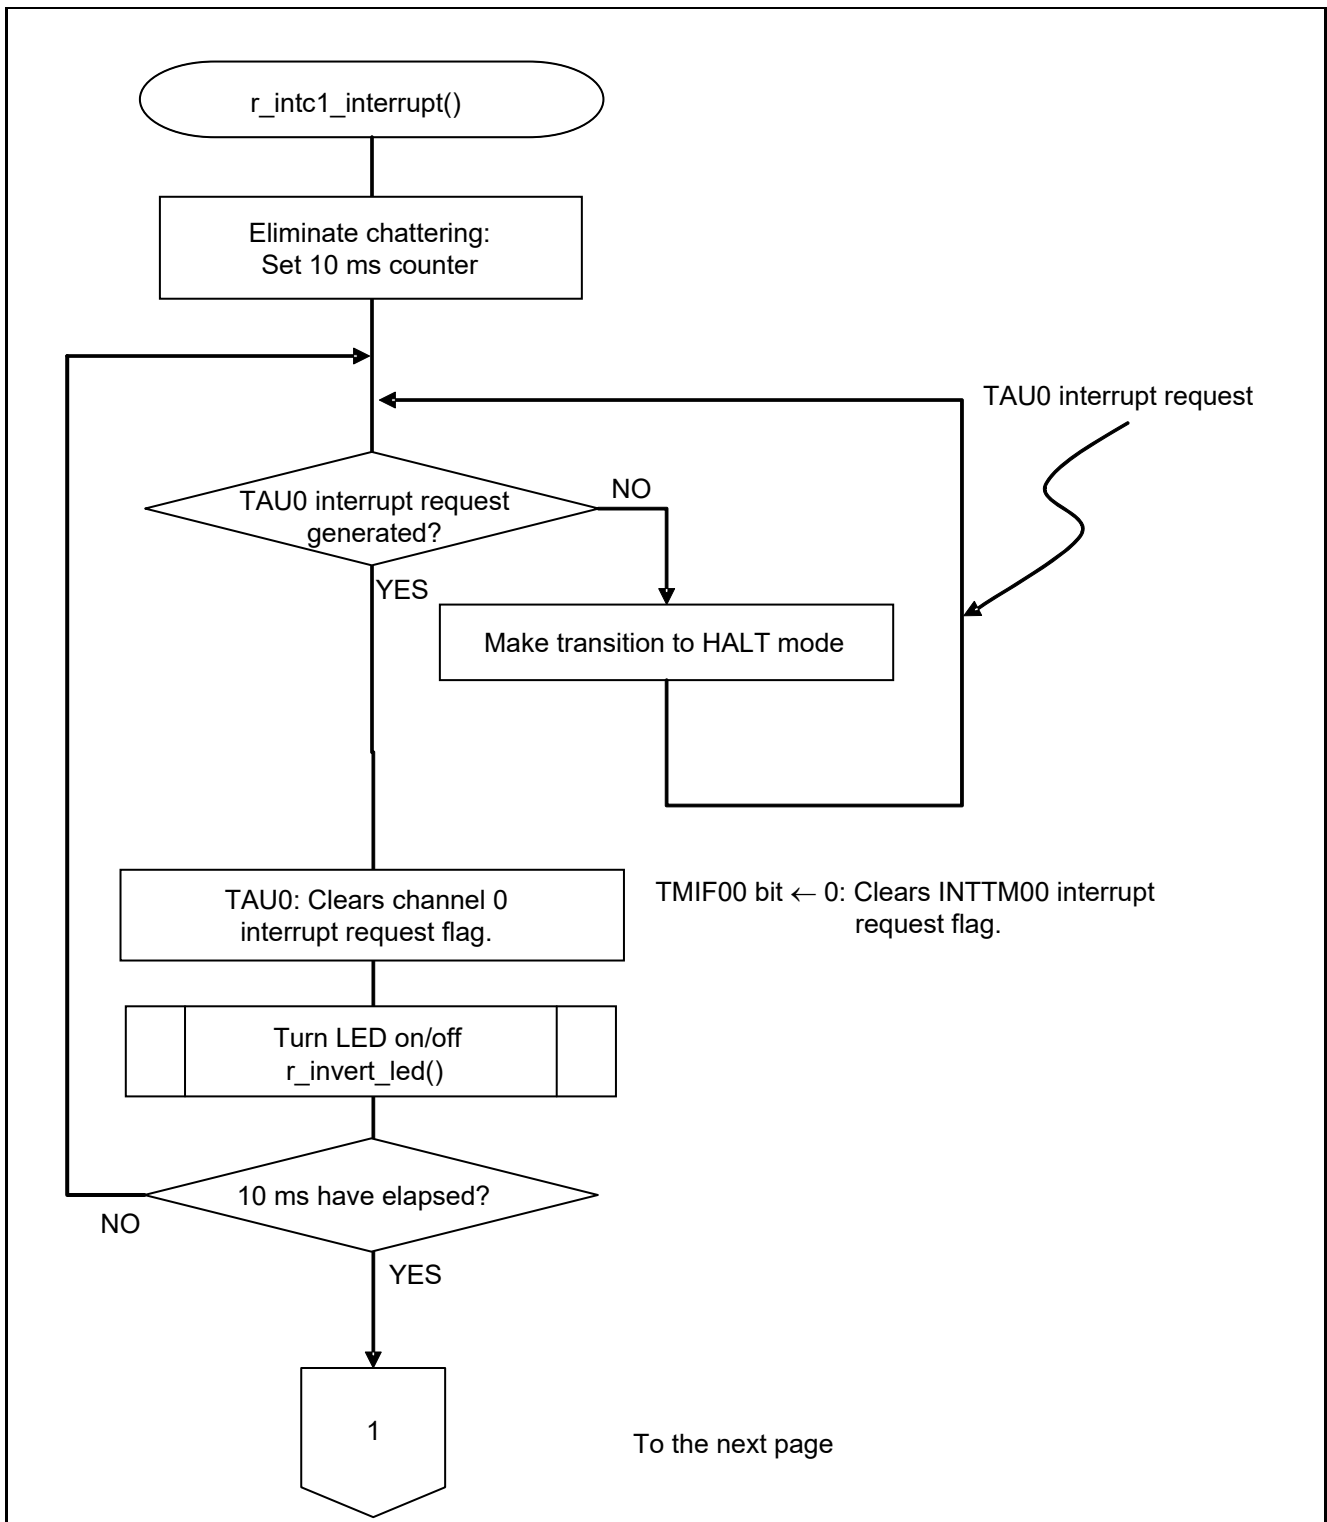 r_intc1_interrupt()
Eliminate chattering:
Set 10 ms counter
TAU0 interrupt request
TAU0 interrupt request
generated?
NO
YES
Make transition to HALT mode
TAU0: Clears channel 0
interrupt request flag.
TMIF00 bit ← 0: Clears INTTM00 interrupt
request flag.
Turn LED on/off
r_invert_led()
10 ms have elapsed?
NO
YES
1
To the next page